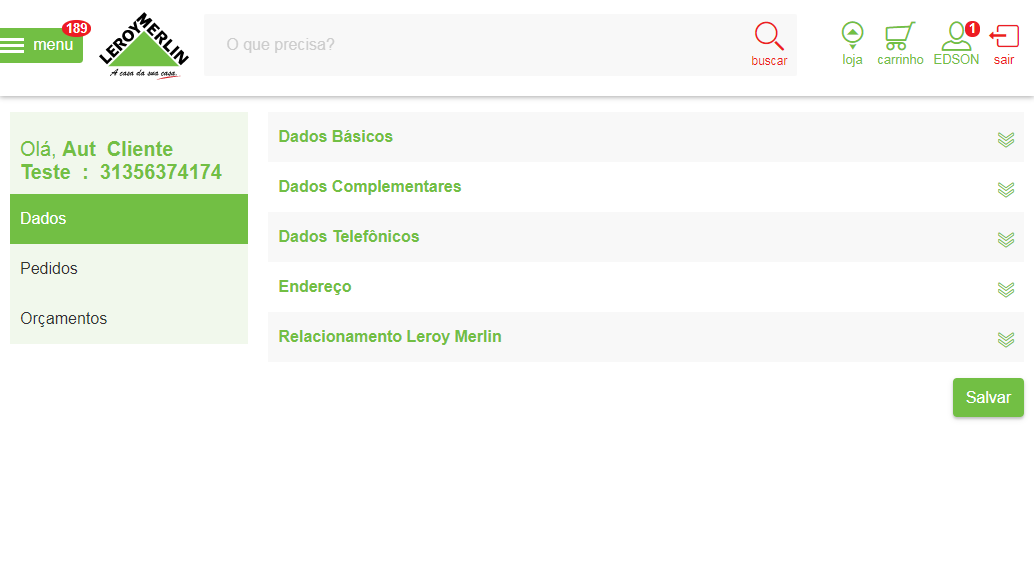 189
menu
LEROY MERLIN
A casa da sua casa.
O que precisa?
buscar
loja
carrinho
1
EDSON
sair
Olá, Aut Cliente
Teste : 31356374174
Dados
Pedidos
Orçamentos
Dados Básicos
Dados Complementares
Dados Telefônicos
Endereço
Relacionamento Leroy Merlin
Salvar